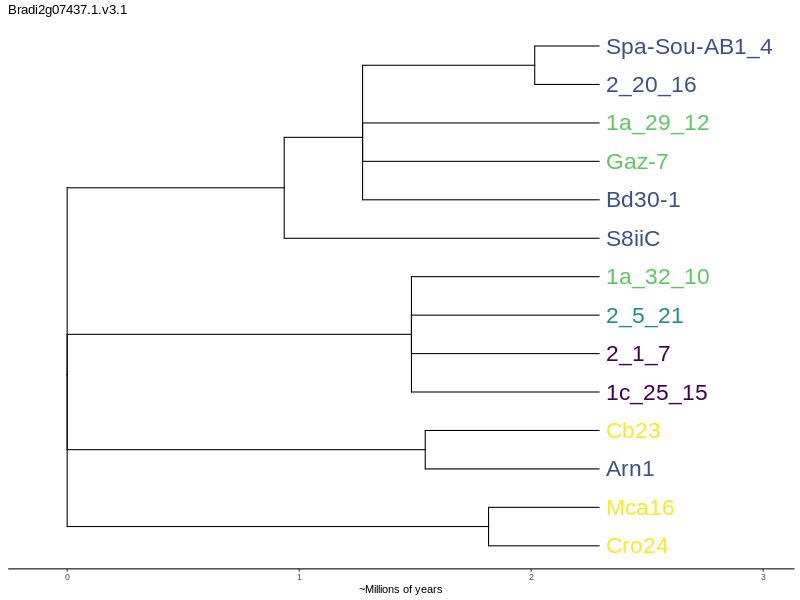 Bradi2g07437.1.v3.1
Spa-Sou-AB1_4
2_20_16
1a_29_12
Gaz-7
Bd30-1
S8iiC
1a_32_10
2_5_21
2_1_7
1c_25_15
Cb23
Arn1
Mca16
Cro24
0 1 2 3
~Millions of years